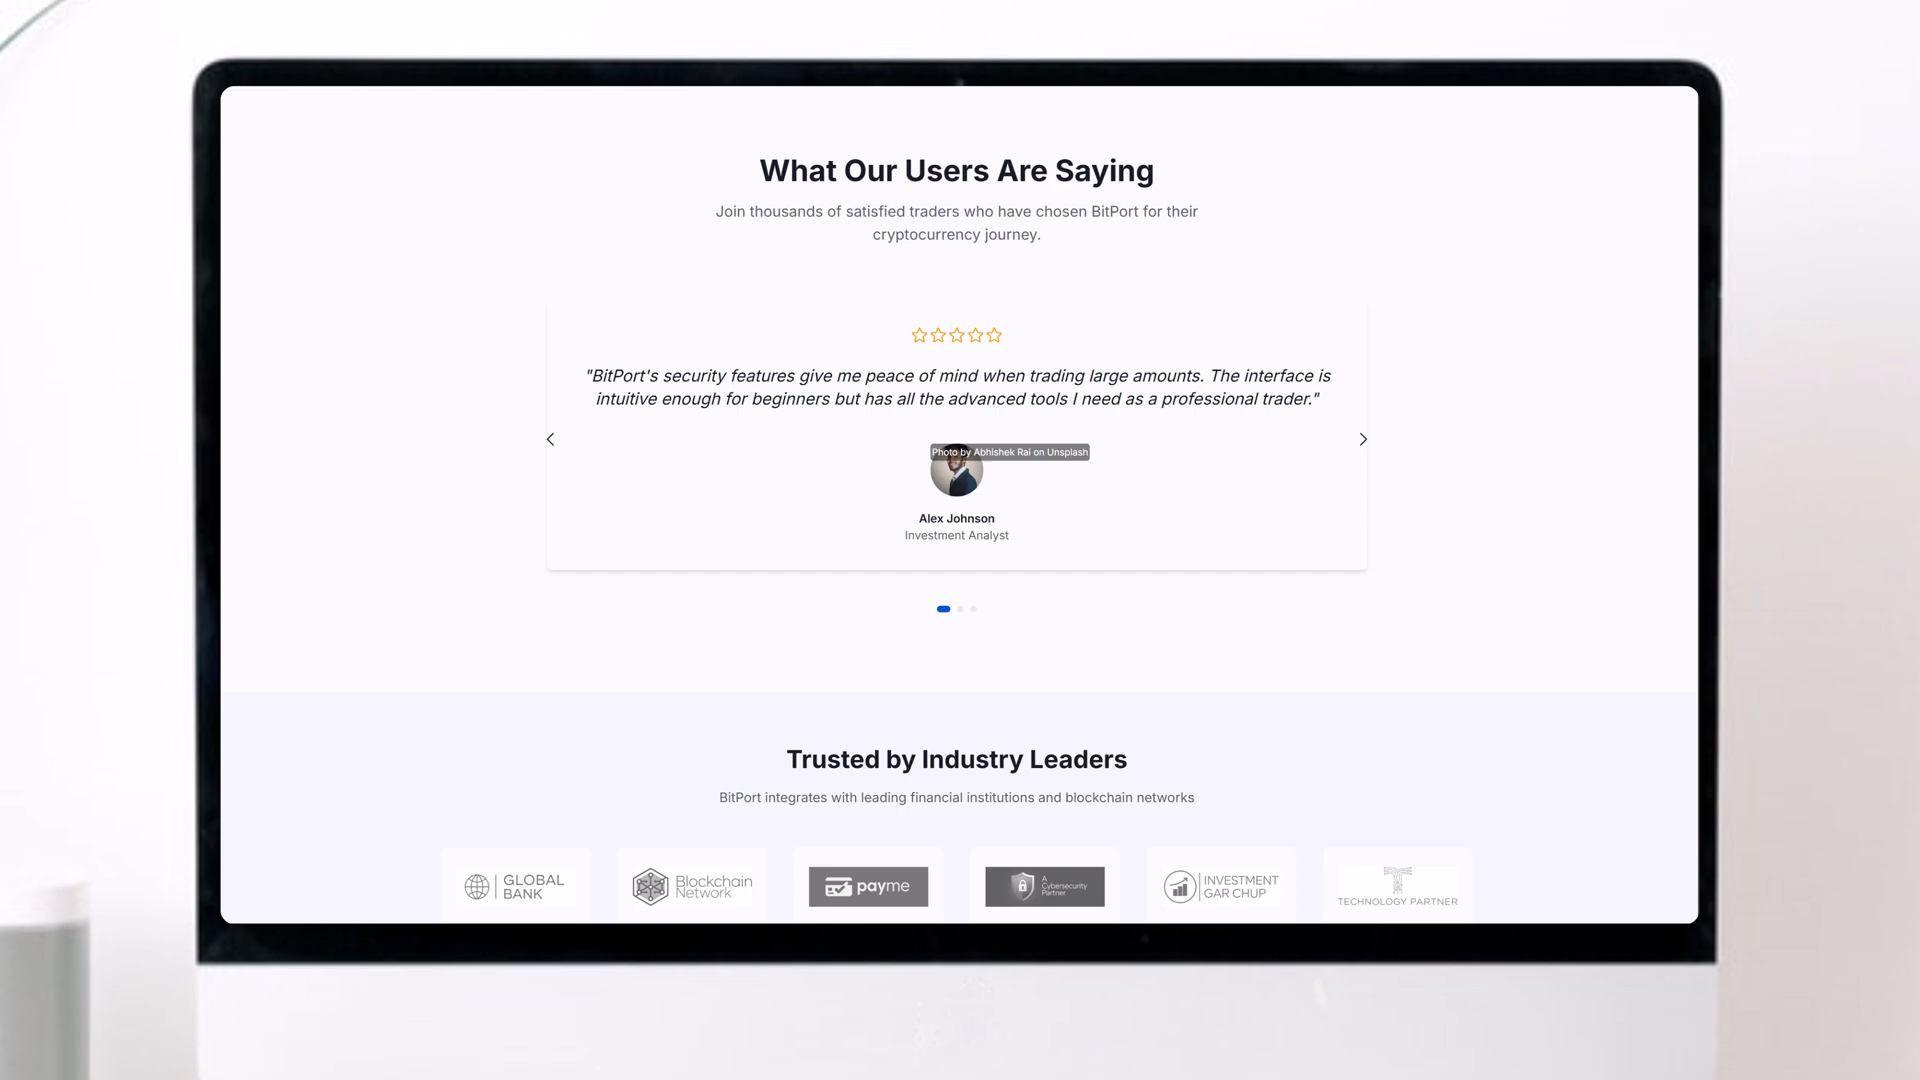 What Our Users Are Saying
Join thousands of satisfied traders who have chosen BitPort for their
cryptocurrency journey.
"BitPort's security features give me peace of mind when trading large amounts. The interface is
intuitive enough for beginners but has all the advanced tools I need as a professional trader."
Photo by Abhishek Rai on Unsplash
Alex Johnson
Investment Analyst
Trusted by Industry Leaders
BitPort integrates with leading financial institutions and blockchain networks
GLOBAL
BANK
Blockchain
Network
payme
A
Cybersecurity
Partner
INVESTMENT
GAR CHUP
TECHNOLOGY PARTNER